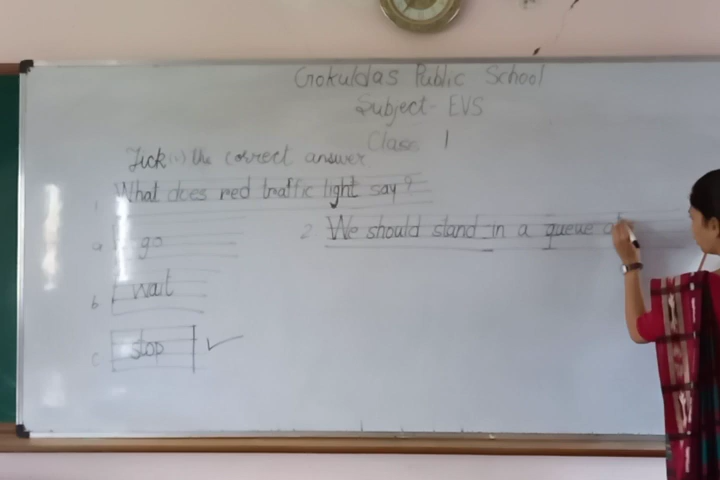 Gokuldas Public School
Subject- EVS
Class 1
Tick (✓) the correct answer
1. What does red traffic light say?
a go
b wait
c stop ✓
2 We should stand in a queue a